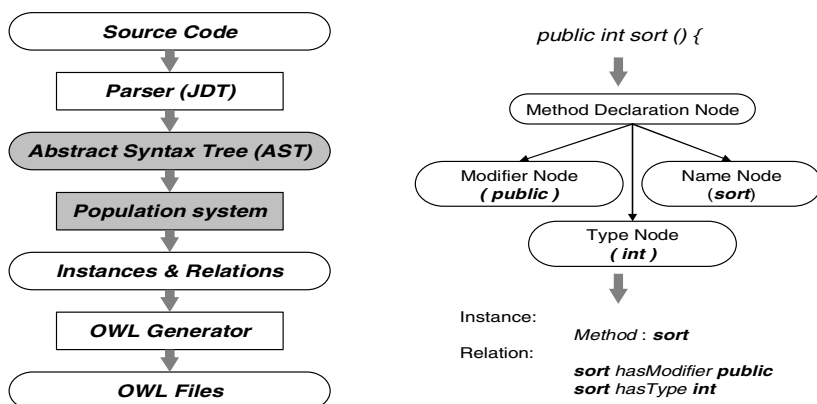 Source Code
Parser (JDT)
Abstract Syntax Tree (AST)
Population system
Instances & Relations
OWL Generator
OWL Files
public int sort () {
Method Declaration Node
Modifier Node
( public )
Name Node
(sort)
Type Node
( int )
Instance:
Method : sort
Relation:
sort hasModifier public
sort hasType int